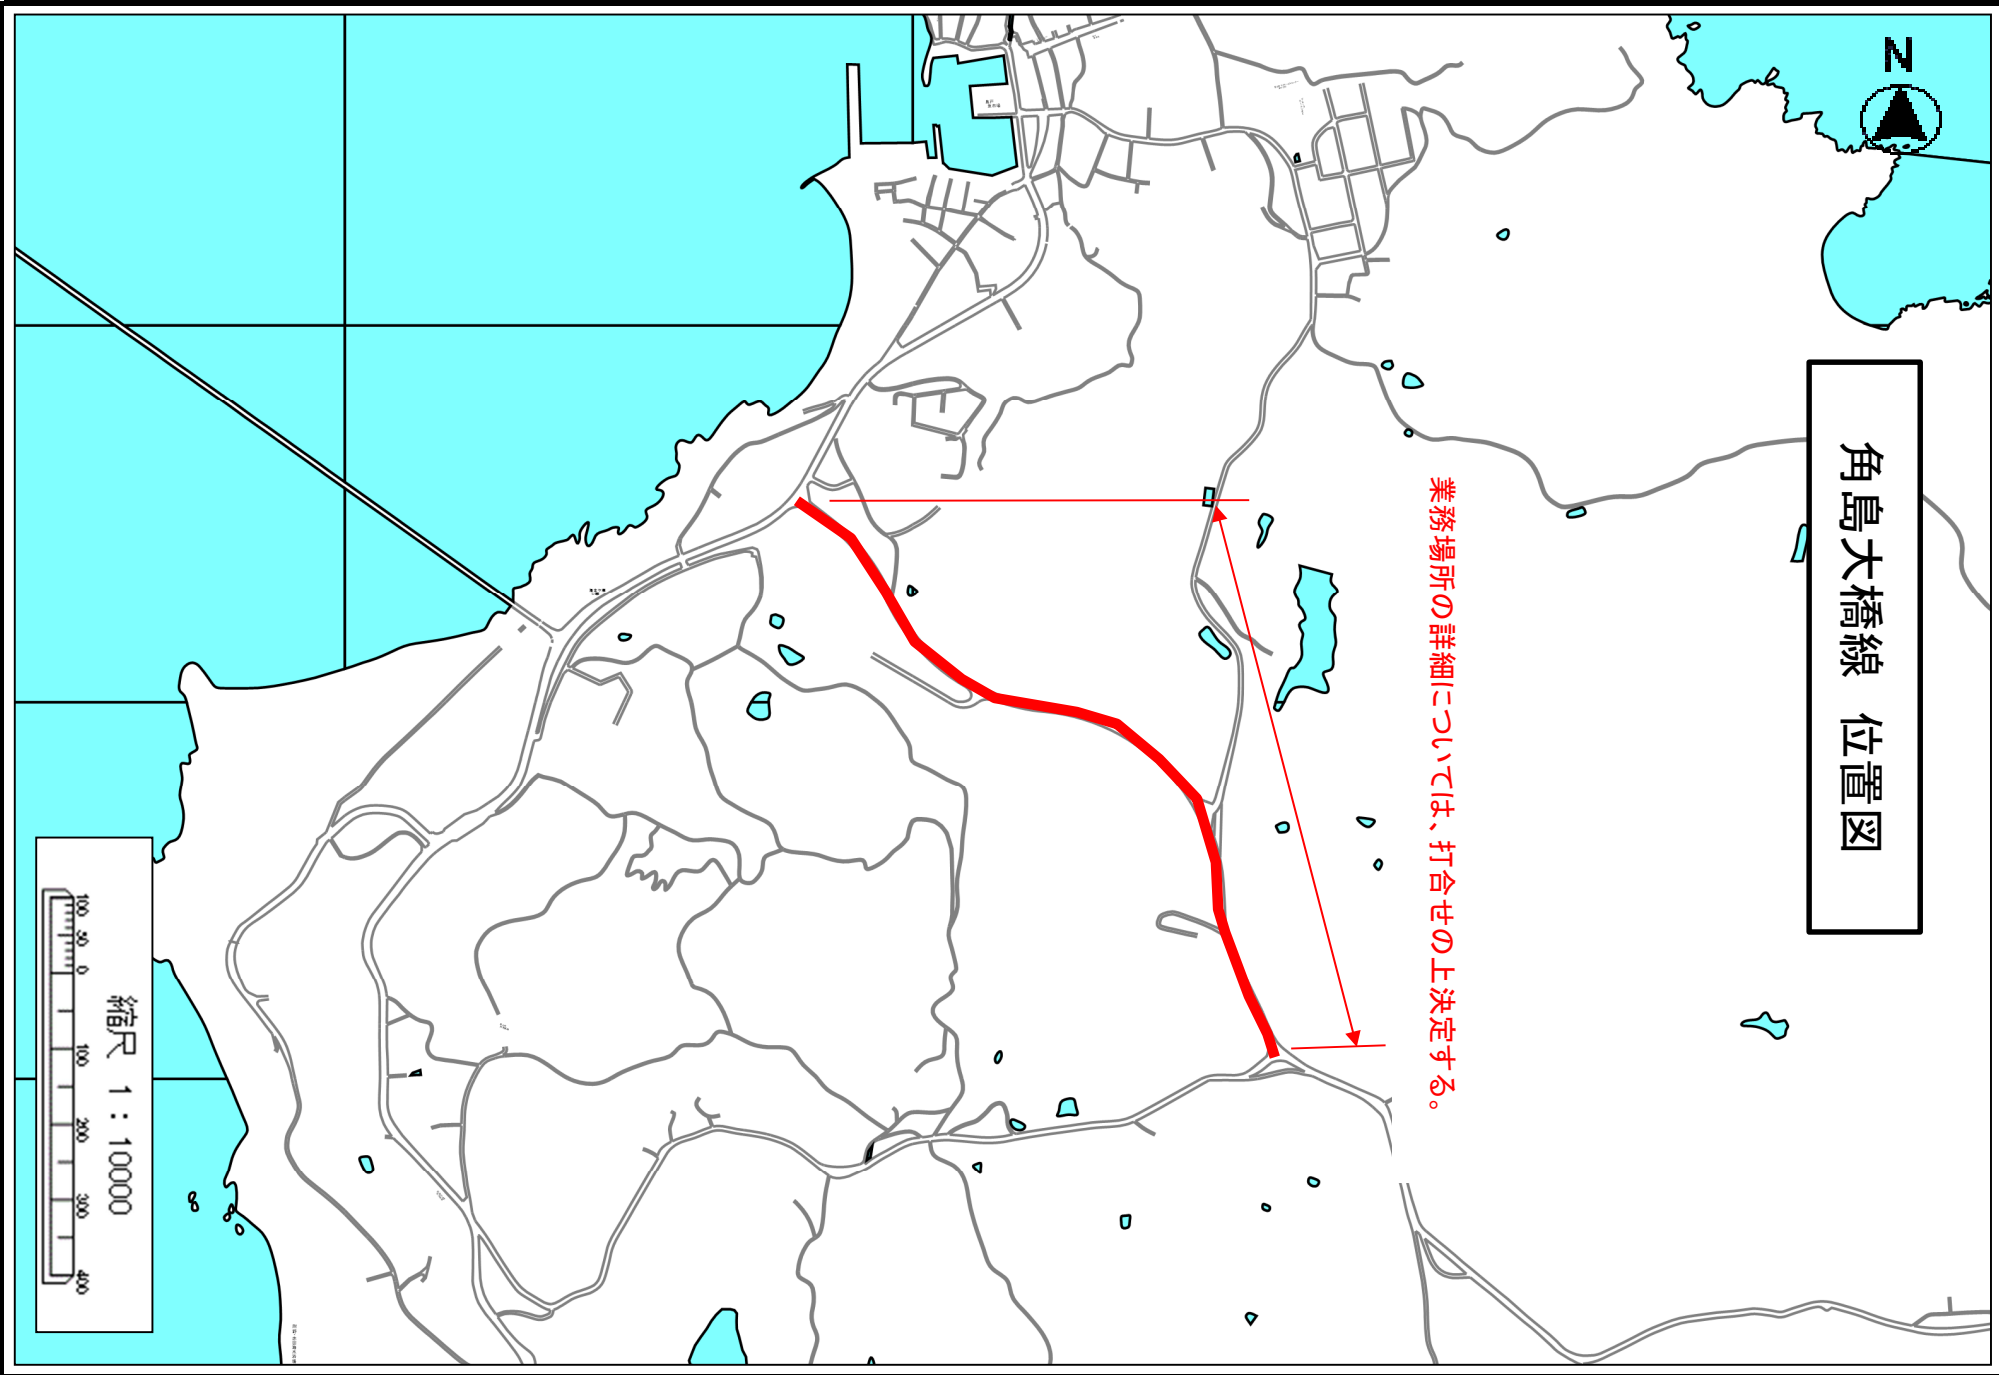 角島大橋線　位置図
N
業務場所の詳細については、打合せの上決定する。
縮尺 1 : 10000
100 50 0 100 200 300 400